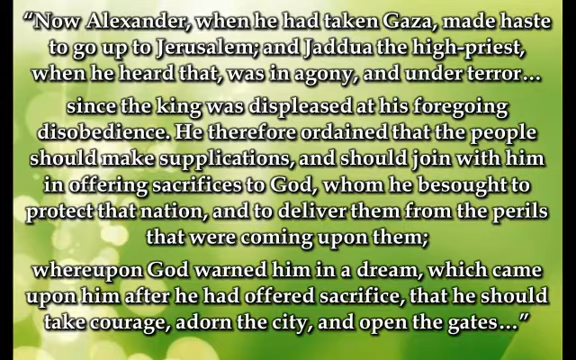 “Now Alexander, when he had taken Gaza, made haste
to go up to Jerusalem; and Jaddua the high-priest,
when he heard that, was in agony, and under terror…
since the king was displeased at his foregoing
disobedience. He therefore ordained that the people
should make supplications, and should join with him
in offering sacrifices to God, whom he besought to
protect that nation, and to deliver them from the perils
that were coming upon them;
whereupon God warned him in a dream, which came
upon him after he had offered sacrifice, that he should
take courage, adorn the city, and open the gates…”